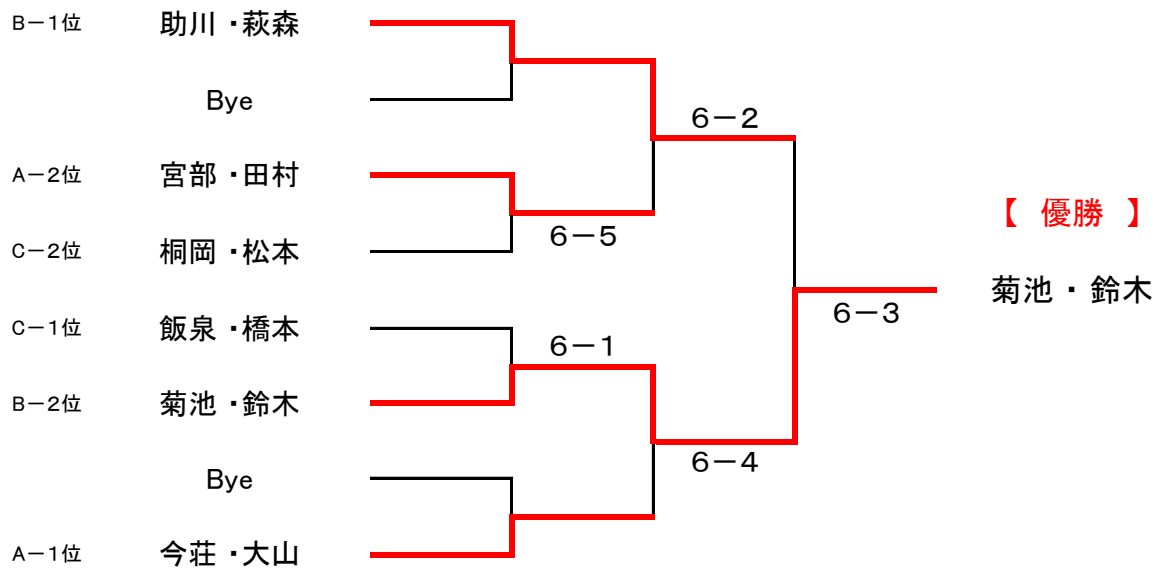 B－1位 助川・萩森
Bye
6－2
A－2位 宮部・田村
【 優勝 】
6－5
C－2位 桐岡・松本
菊池・鈴木
6－3
C－1位 飯泉・橋本
6－1
B－2位 菊池・鈴木
6－4
Bye
A－1位 今荘・大山